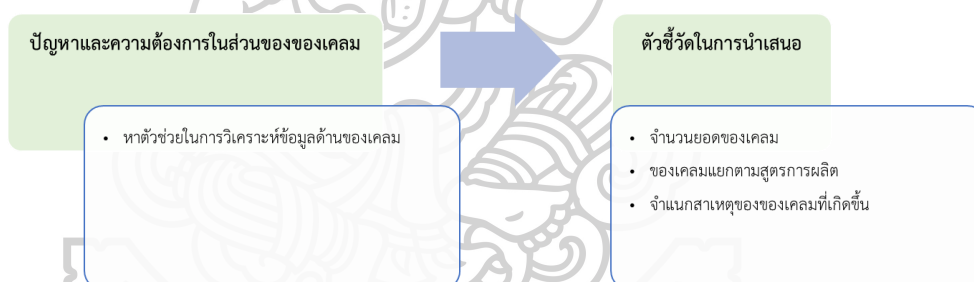 ปัญหาและความต้องการในส่วนของของเคลม
• หาตัวช่วยในการวิเคราะห์ข้อมูลด้านของเคลม
ตัวชี้วัดในการนำเสนอ
• จำนวนยอดของเคลม
• ของเคลมแยกตามสูตรการผลิต
• จำแนกสาเหตุของของเคลมที่เกิดขึ้น